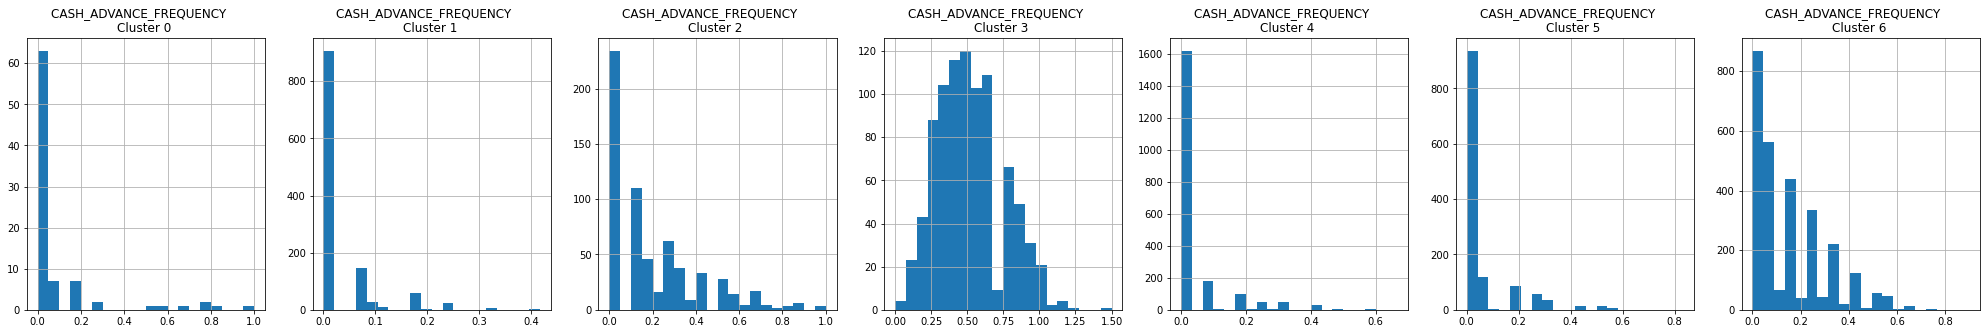 CASH_ADVANCE_FREQUENCY
Cluster 0
60
50
40
30
20
10
0
0.0 0.2 0.4 0.6 0.8 1.0
CASH_ADVANCE_FREQUENCY
Cluster 1
800
600
400
200
0
0.0 0.1 0.2 0.3 0.4
CASH_ADVANCE_FREQUENCY
Cluster 2
200
150
100
50
0
0.0 0.2 0.4 0.6 0.8 1.0
CASH_ADVANCE_FREQUENCY
Cluster 3
120
100
80
60
40
20
0
0.00 0.25 0.50 0.75 1.00 1.25 1.50
CASH_ADVANCE_FREQUENCY
Cluster 4
1600
1400
1200
1000
800
600
400
200
0
0.0 0.2 0.4 0.6
CASH_ADVANCE_FREQUENCY
Cluster 5
800
600
400
200
0
0.0 0.2 0.4 0.6 0.8
CASH_ADVANCE_FREQUENCY
Cluster 6
800
600
400
200
0
0.0 0.2 0.4 0.6 0.8